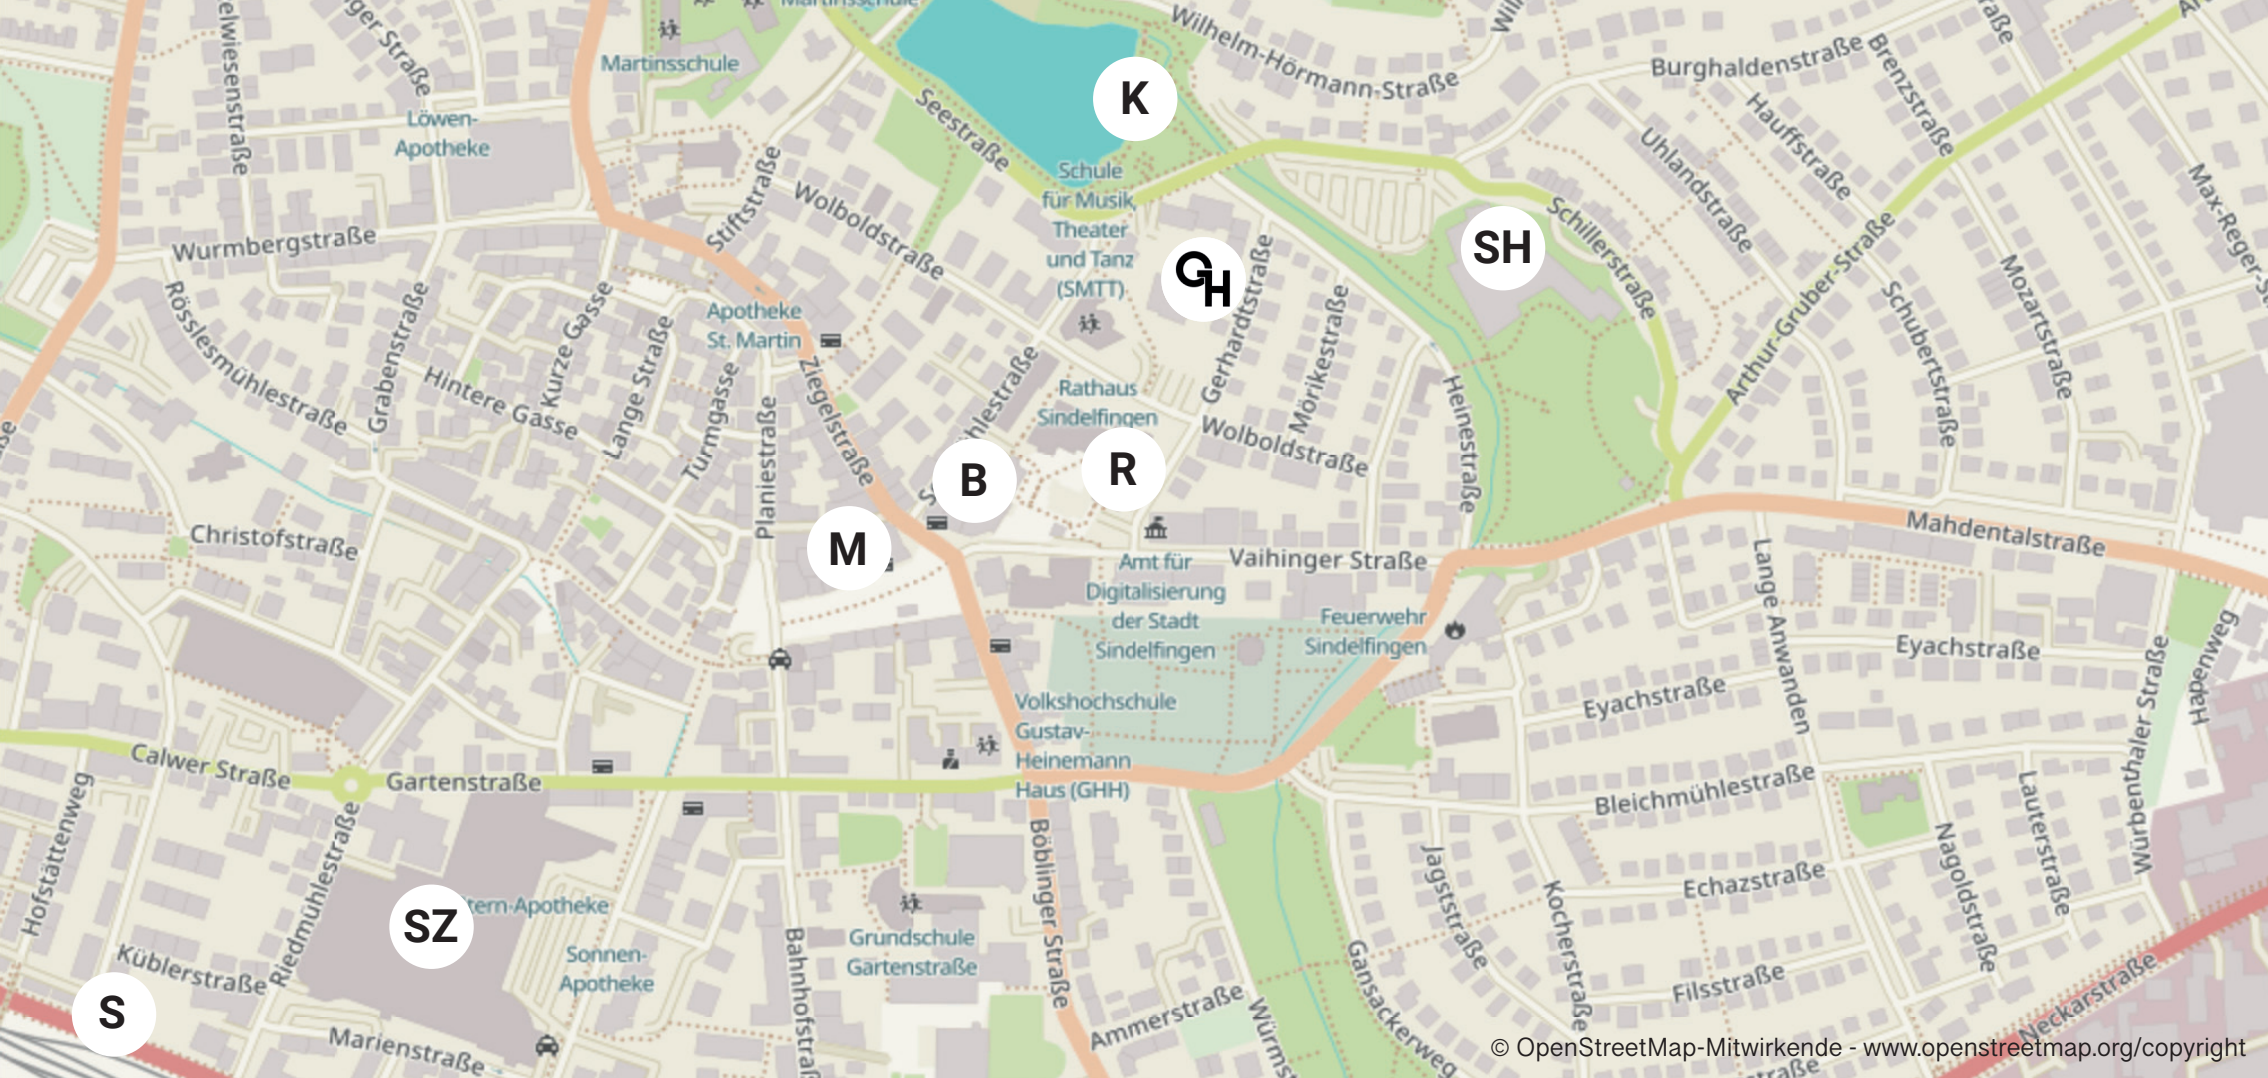 Martinsschule
Wilhelm-Hörmann-Straße
Burghaldenstraße
Brenzstraße
Hauffstraße
Uhlandstraße
Martinsschule
Löwen-
Apotheke
Seestraße
K
Schule
für Musik,
Theater
und Tanz
(SMTT)
Stiftstraße
Wolboldstraße
Wurmbergstraße
SH
Schillerstraße
GH
Gerhardtstraße
Mörikestraße
Arthur-Gruber-Straße
Mozartstraße
Schubertstraße
Rösslesmühlestraße
Grabenstraße
Kurze Gasse
Lange Straße
Hintere Gasse
Turmgasse
Apotheke
St. Martin
Ziegelstraße
Planiestraße
Rathaus
Sindelfingen
Wolboldstraße
Heinestraße
B
R
M
Christofstraße
Vaihinger Straße
Mahdentalstraße
Amt für
Digitalisierung
der Stadt
Sindelfingen
Feuerwehr
Sindelfingen
Lange Anwanden
Eyachstraße
Eyachstraße
Hapenweg
Würbenthaler Straße
Volkshochschule
Gustav-
Heinemann
Haus (GHH)
Calwer Straße
Gartenstraße
Bleichmühlestraße
Hofstättenweg
Riedmühlestraße
Böblinger Straße
Jagststraße
Echazstraße
Kocherstraße
Nagoldstraße
Lauterstraße
SZ
tern-Apotheke
Sonnen-
Apotheke
Grundschule
Gartenstraße
Küblerstraße
S
Marienstraße
Ammerstraße
Gansackerweg
Filsstraße
Neckarstraße
© OpenStreetMap-Mitwirkende - www.openstreetmap.org/copyright